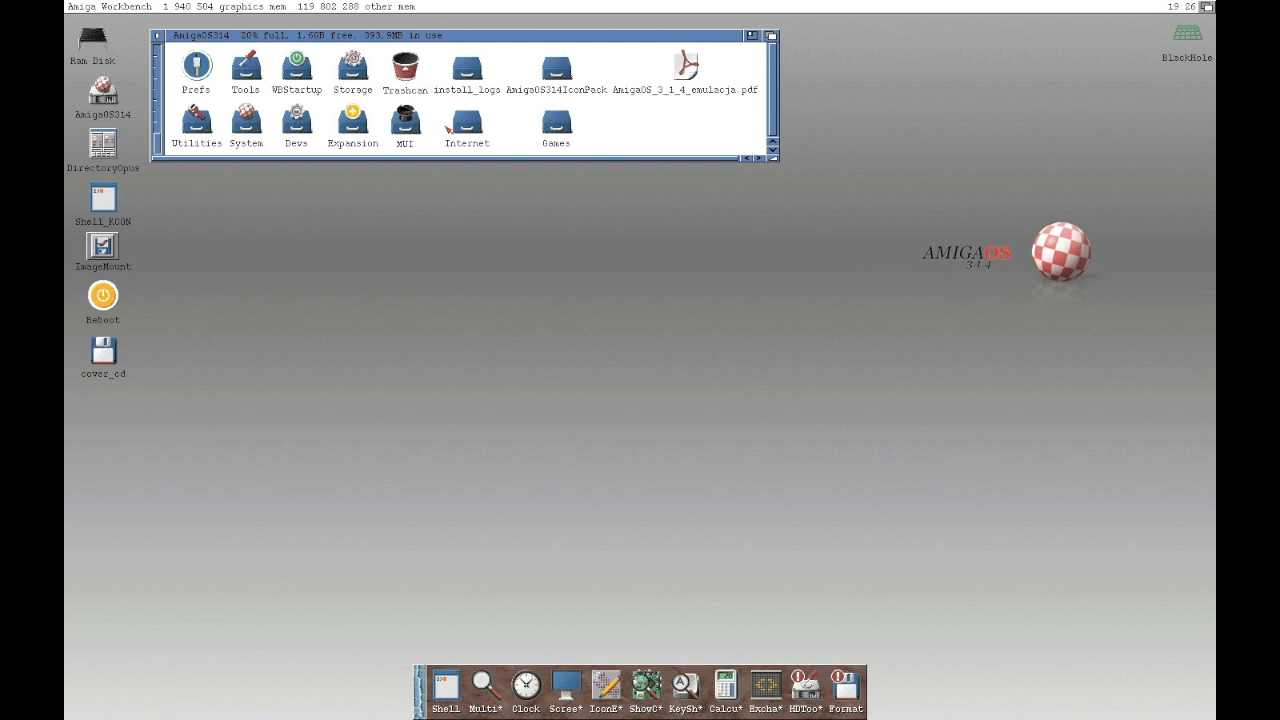 Amiga Workbench 1 940 504 graphics mem 119 802 288 other mem 19.26
Ram Disk
AmigaOS314
DirectoryOpus
Shell_KCON
ImageMount
Reboot
cover_cd
AmigaOS314 20% full, 1.6GB free, 393.9MB in use
Prefs Tools WBStartup Storage Trashcan install_logs AmigaOS314IconPack AmigaOS_3_1_4_emulacja.pdf
Utilities System Devs Expansion MUI Internet Games
BlackHole
AMIGAOS
3·1·4
Shell Multi* Clock Scree* IconE* ShowC* KeySh* Calcu* Excha* HDToo* Format